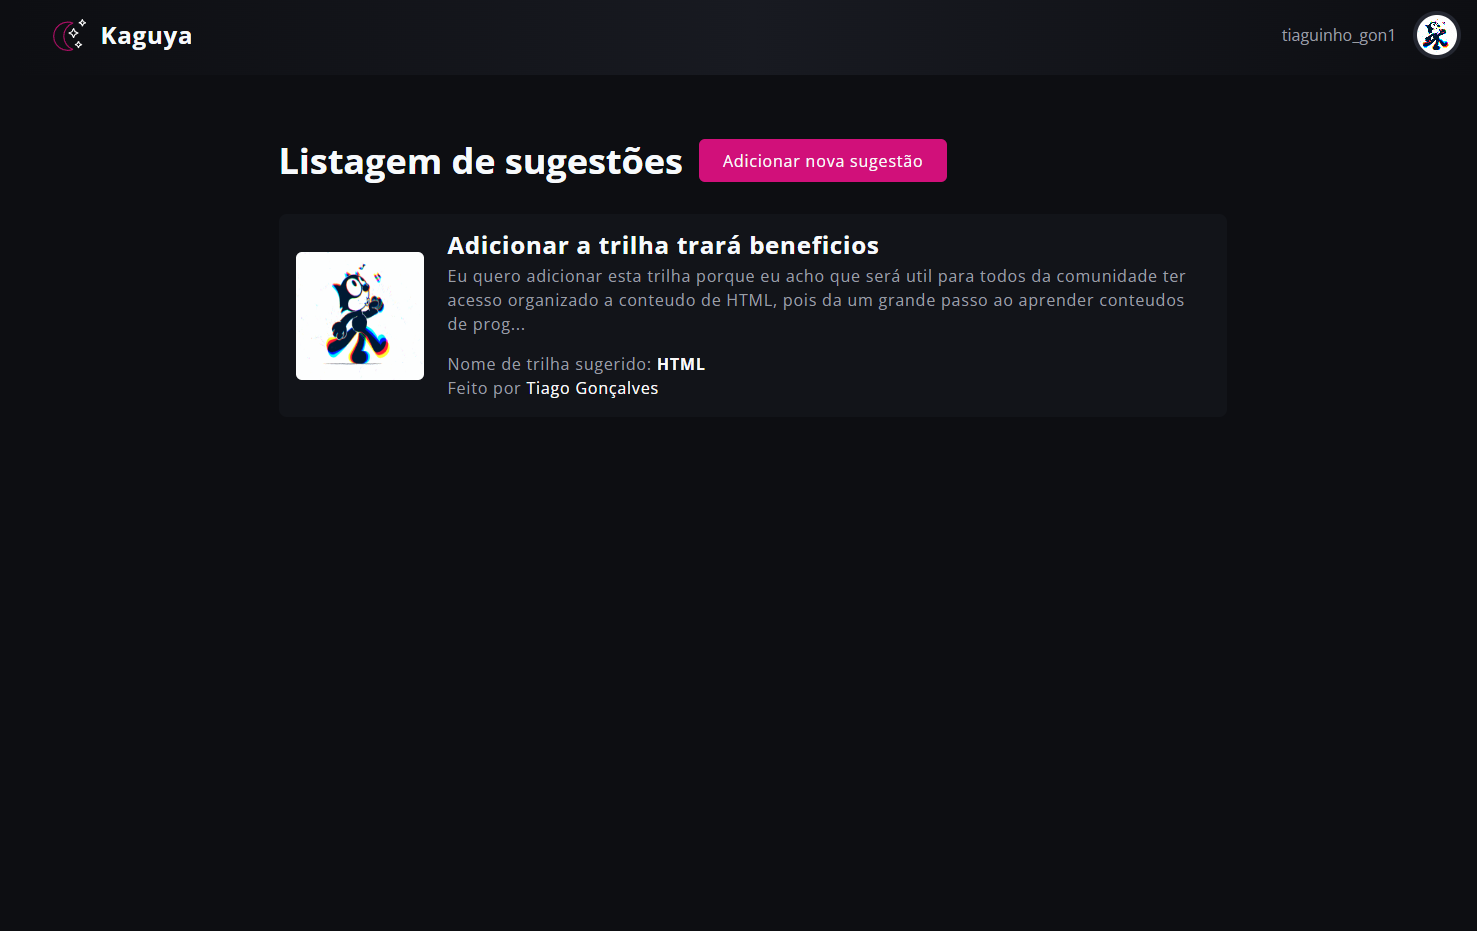 Kaguya
tiaguinho_gon1
Listagem de sugestões
Adicionar nova sugestão
Adicionar a trilha trará beneficios
Eu quero adicionar esta trilha porque eu acho que será util para todos da comunidade ter
acesso organizado a conteudo de HTML, pois da um grande passo ao aprender conteudos
de prog...
Nome de trilha sugerido: HTML
Feito por Tiago Gonçalves